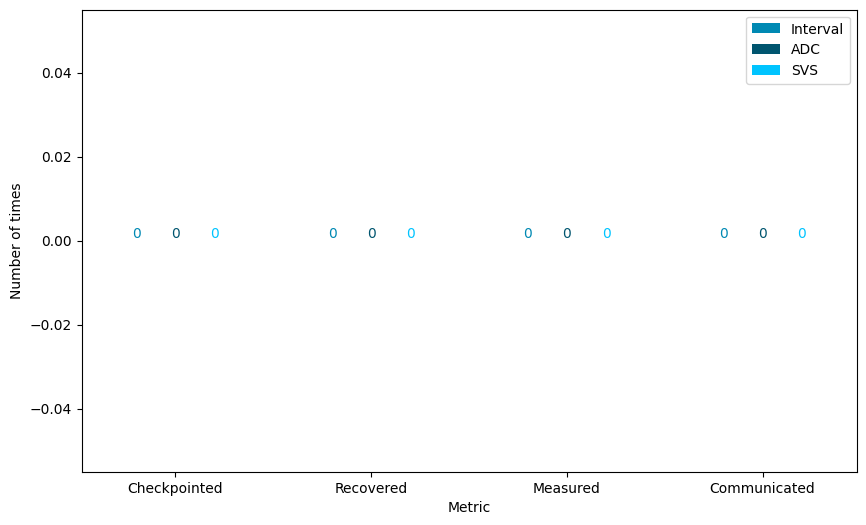 Interval
ADC
SVS
0.04
0.02
0.00
−0.02
−0.04
Number of times
0 0 0 0 0 0 0 0 0 0 0 0
Checkpointed Recovered Measured Communicated
Metric